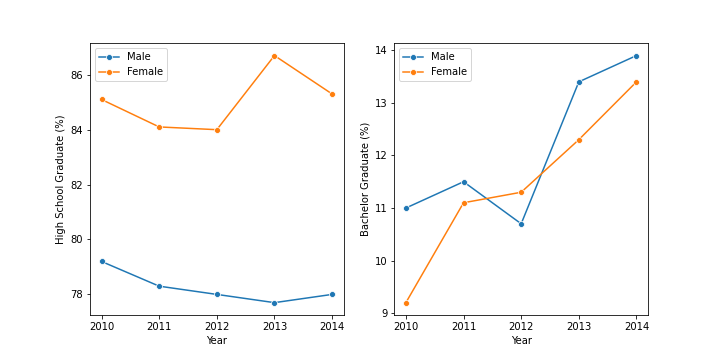 High School Graduate (%)
86
84
82
80
78
Male
Female
2010
2011
2012
2013
2014
Year
Bachelor Graduate (%)
14
13
12
11
10
9
Male
Female
2010
2011
2012
2013
2014
Year